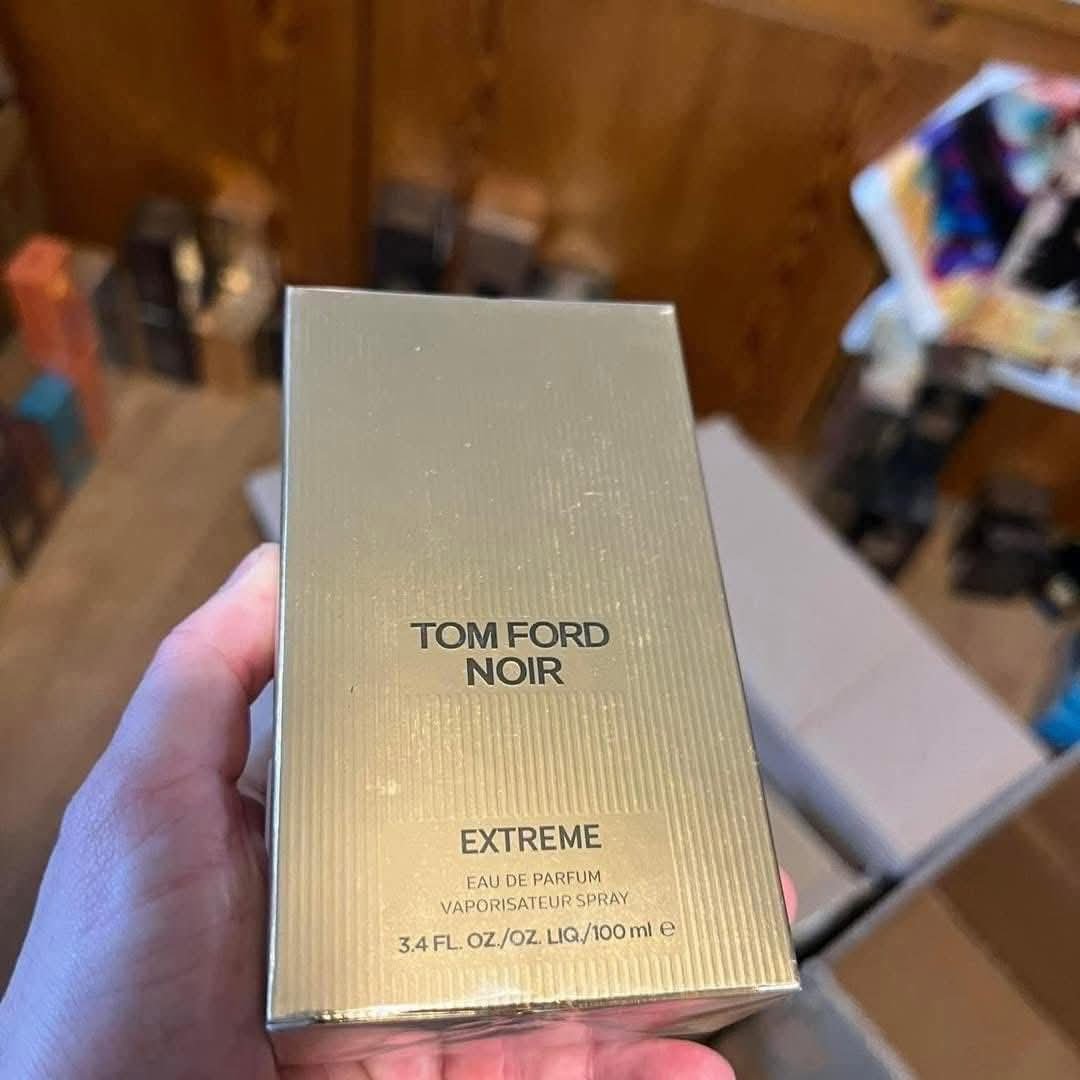 TOM FORD
NOIR
EXTREME
EAU DE PARFUM
VAPORISATEUR SPRAY
3.4 FL. OZ./OZ. LIQ./100 ml ℮